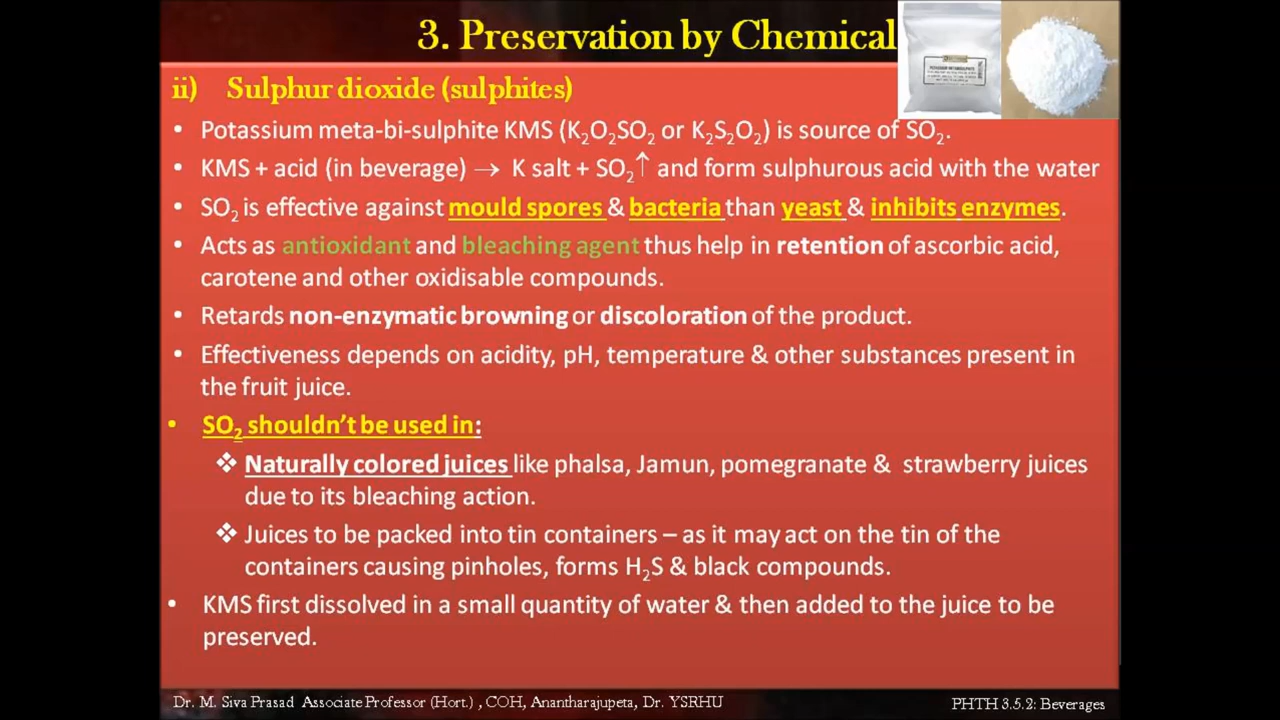 3. Preservation by Chemical
ii) Sulphur dioxide (sulphites)
• Potassium meta-bi-sulphite KMS (K₂O₂SO₂ or K₂S₂O₂) is source of SO₂.
• KMS + acid (in beverage) → K salt + SO₂↑ and form sulphurous acid with the water
• SO₂ is effective against mould spores & bacteria than yeast & inhibits enzymes.
• Acts as antioxidant and bleaching agent thus help in retention of ascorbic acid,
carotene and other oxidisable compounds.
• Retards non-enzymatic browning or discoloration of the product.
• Effectiveness depends on acidity, pH, temperature & other substances present in
the fruit juice.
• SO₂ shouldn't be used in:
❖ Naturally colored juices like phalsa, Jamun, pomegranate & strawberry juices
due to its bleaching action.
❖ Juices to be packed into tin containers – as it may act on the tin of the
containers causing pinholes, forms H₂S & black compounds.
• KMS first dissolved in a small quantity of water & then added to the juice to be
preserved.
Dr. M. Siva Prasad Associate Professor (Hort.) , COH, Anantharajupeta, Dr. YSRHU
PHTH 3.5.2: Beverages